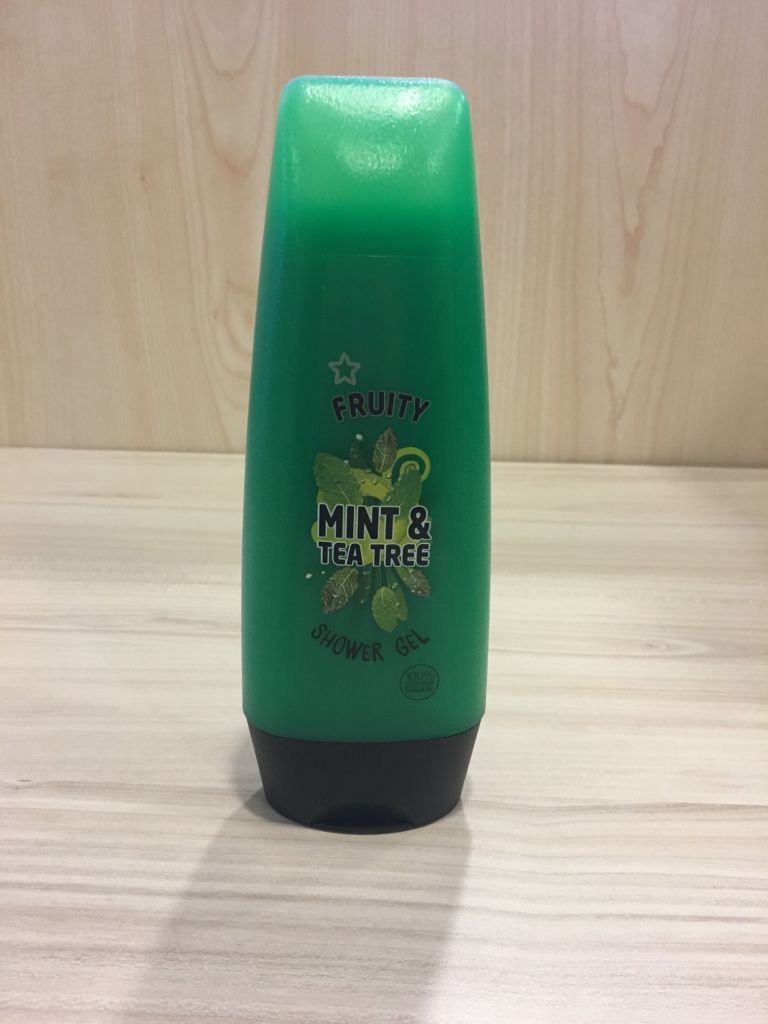 FRUITY
MINT &
TEA TREE
SHOWER GEL
100%